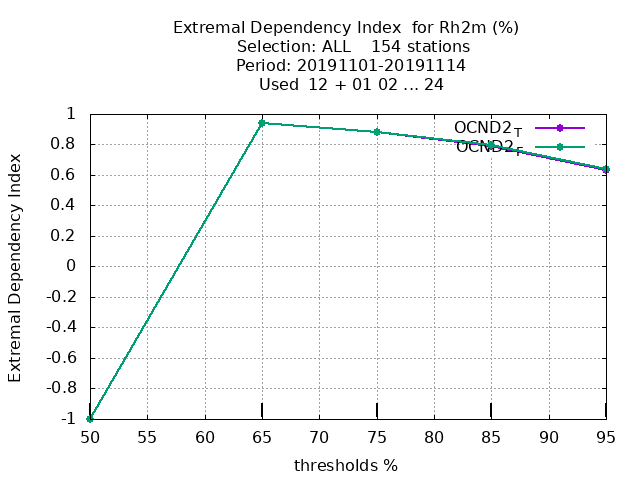 Extremal Dependency Index for Rh2m (%)
Selection: ALL 154 stations
Period: 20191101-20191114
Used 12 + 01 02 ... 24
OCND2T
OCND2F
Extremal Dependency Index
1
0.8
0.6
0.4
0.2
0
-0.2
-0.4
-0.6
-0.8
-1
50 55 60 65 70 75 80 85 90 95
thresholds %